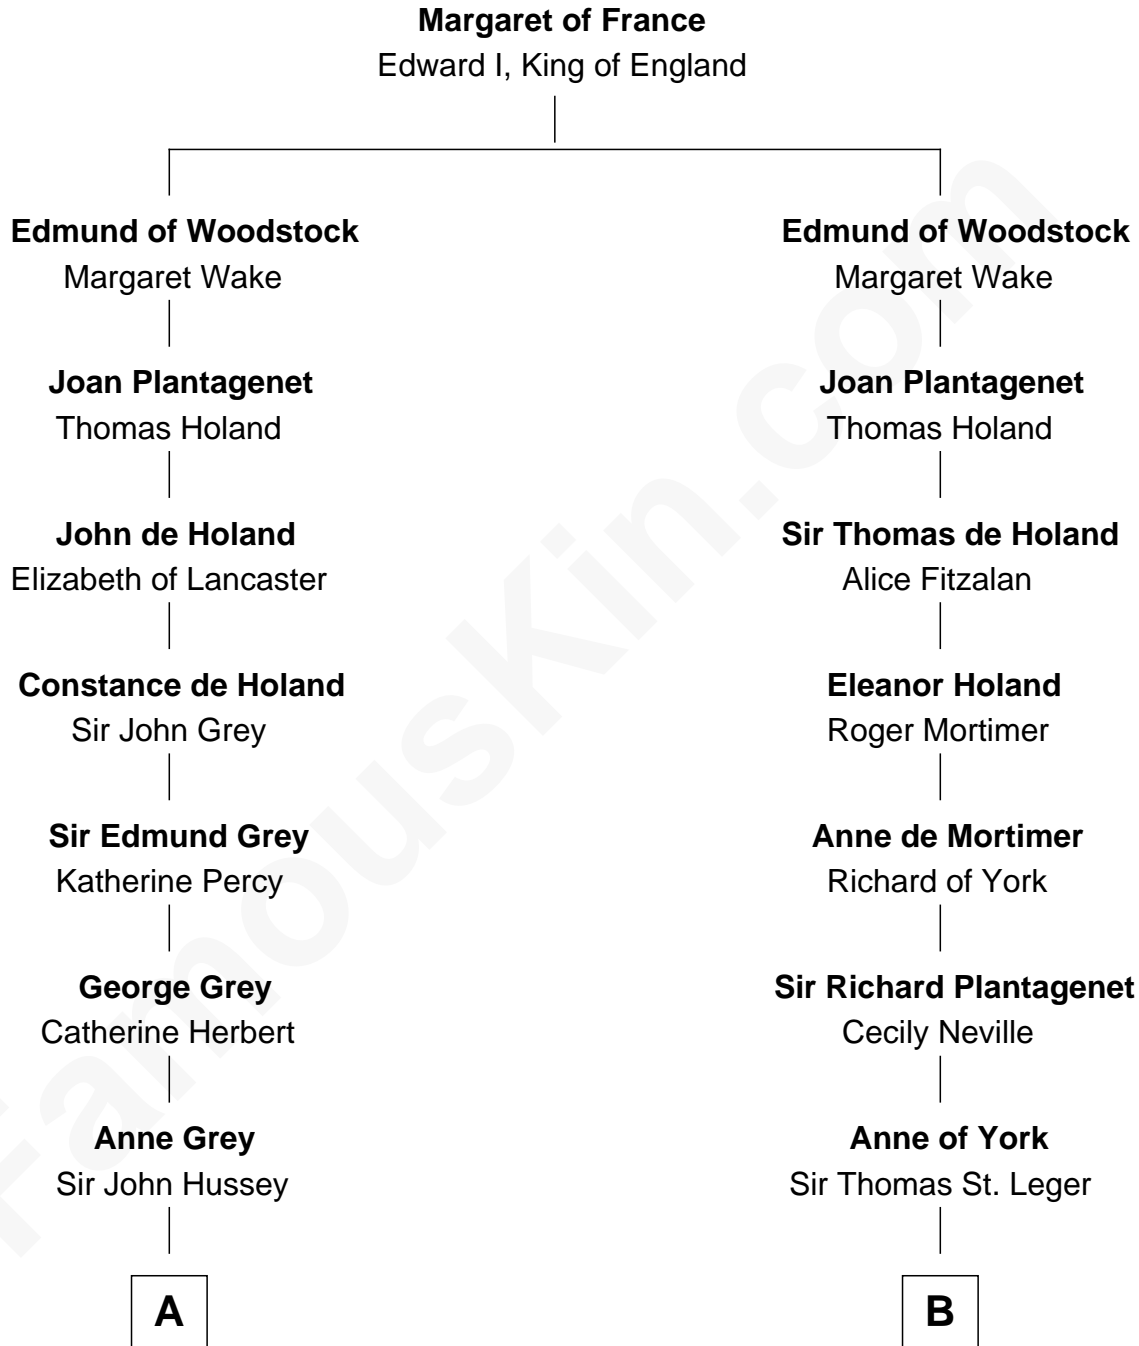 Margaret of France
Edward I, King of England
Edmund of Woodstock
Margaret Wake
Edmund of Woodstock
Margaret Wake
Joan Plantagenet
Thomas Holand
Joan Plantagenet
Thomas Holand
John de Holand
Elizabeth of Lancaster
Sir Thomas de Holand
Alice Fitzalan
Constance de Holand
Sir John Grey
Eleanor Holand
Roger Mortimer
Sir Edmund Grey
Katherine Percy
Anne de Mortimer
Richard of York
George Grey
Catherine Herbert
Sir Richard Plantagenet
Cecily Neville
Anne Grey
Sir John Hussey
Anne of York
Sir Thomas St. Leger
A
B
FamousKin.com